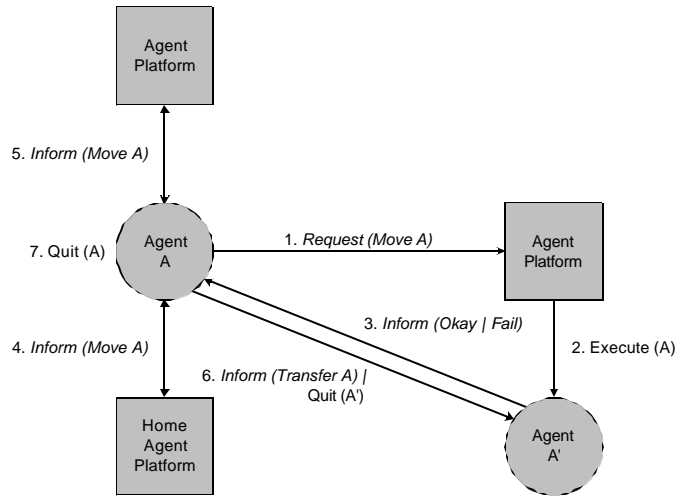 Agent
Platform
5. Inform (Move A)
7. Quit (A)
Agent
A
1. Request (Move A)
Agent
Platform
3. Inform (Okay | Fail)
2. Execute (A)
4. Inform (Move A)
6. Inform (Transfer A) |
Quit (A')
Home
Agent
Platform
Agent
A'